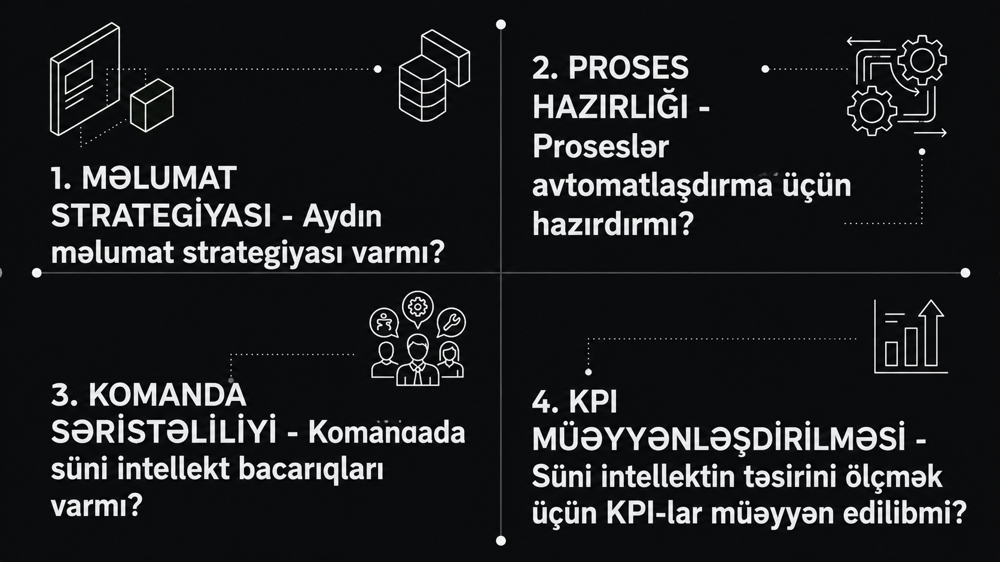 1. MƏLUMAT
STRATEGİYASI - Aydın
məlumat strategiyası varmı?
2. PROSES
HAZIRLIĞI -
Proseslər
avtomatlaşdırma üçün
hazırdırmı?
3. KOMANDA
SƏRİSTƏLİLİYİ - Komandada
süni intellekt bacarıqları
varmı?
4. KPI
MÜƏYYƏNLƏŞDİRİLMƏSİ -
Süni intellektin təsirini ölçmək
üçün KPI-lar müəyyən edilibmi?